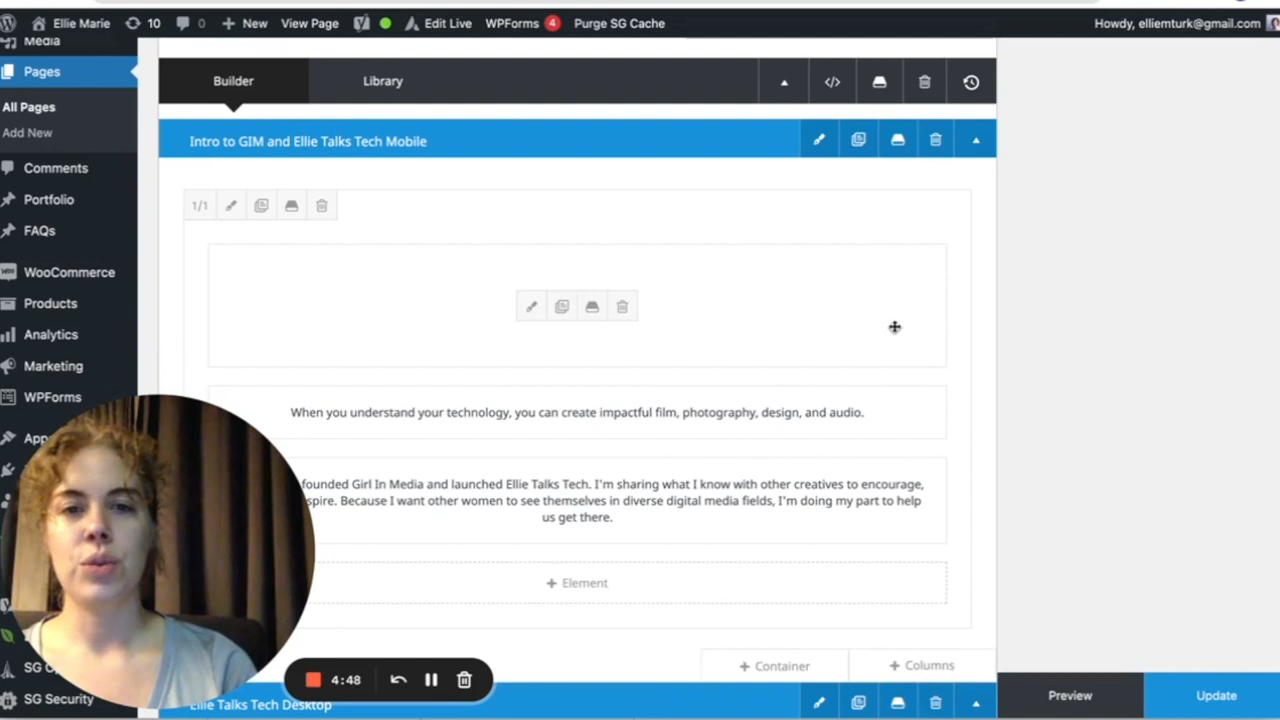 Ellie Marie
10
0
New
View Page
Edit Live
WPForms
4
Purge SG Cache
Howdy, elliemturk@gmail.com
Media
Pages
All Pages
Add New
Comments
Portfolio
FAQs
WooCommerce
Products
Analytics
Marketing
WPForms
App
SG
SG Security
Builder
Library
</>
Intro to GIM and Ellie Talks Tech Mobile
1/1
When you understand your technology, you can create impactful film, photography, design, and audio.
founded Girl In Media and launched Ellie Talks Tech. I'm sharing what I know with other creatives to encourage,
spire. Because I want other women to see themselves in diverse digital media fields, I'm doing my part to help
us get there.
+ Element
+ Container
+ Columns
4:48
Ellie Talks Tech Desktop
Preview
Update